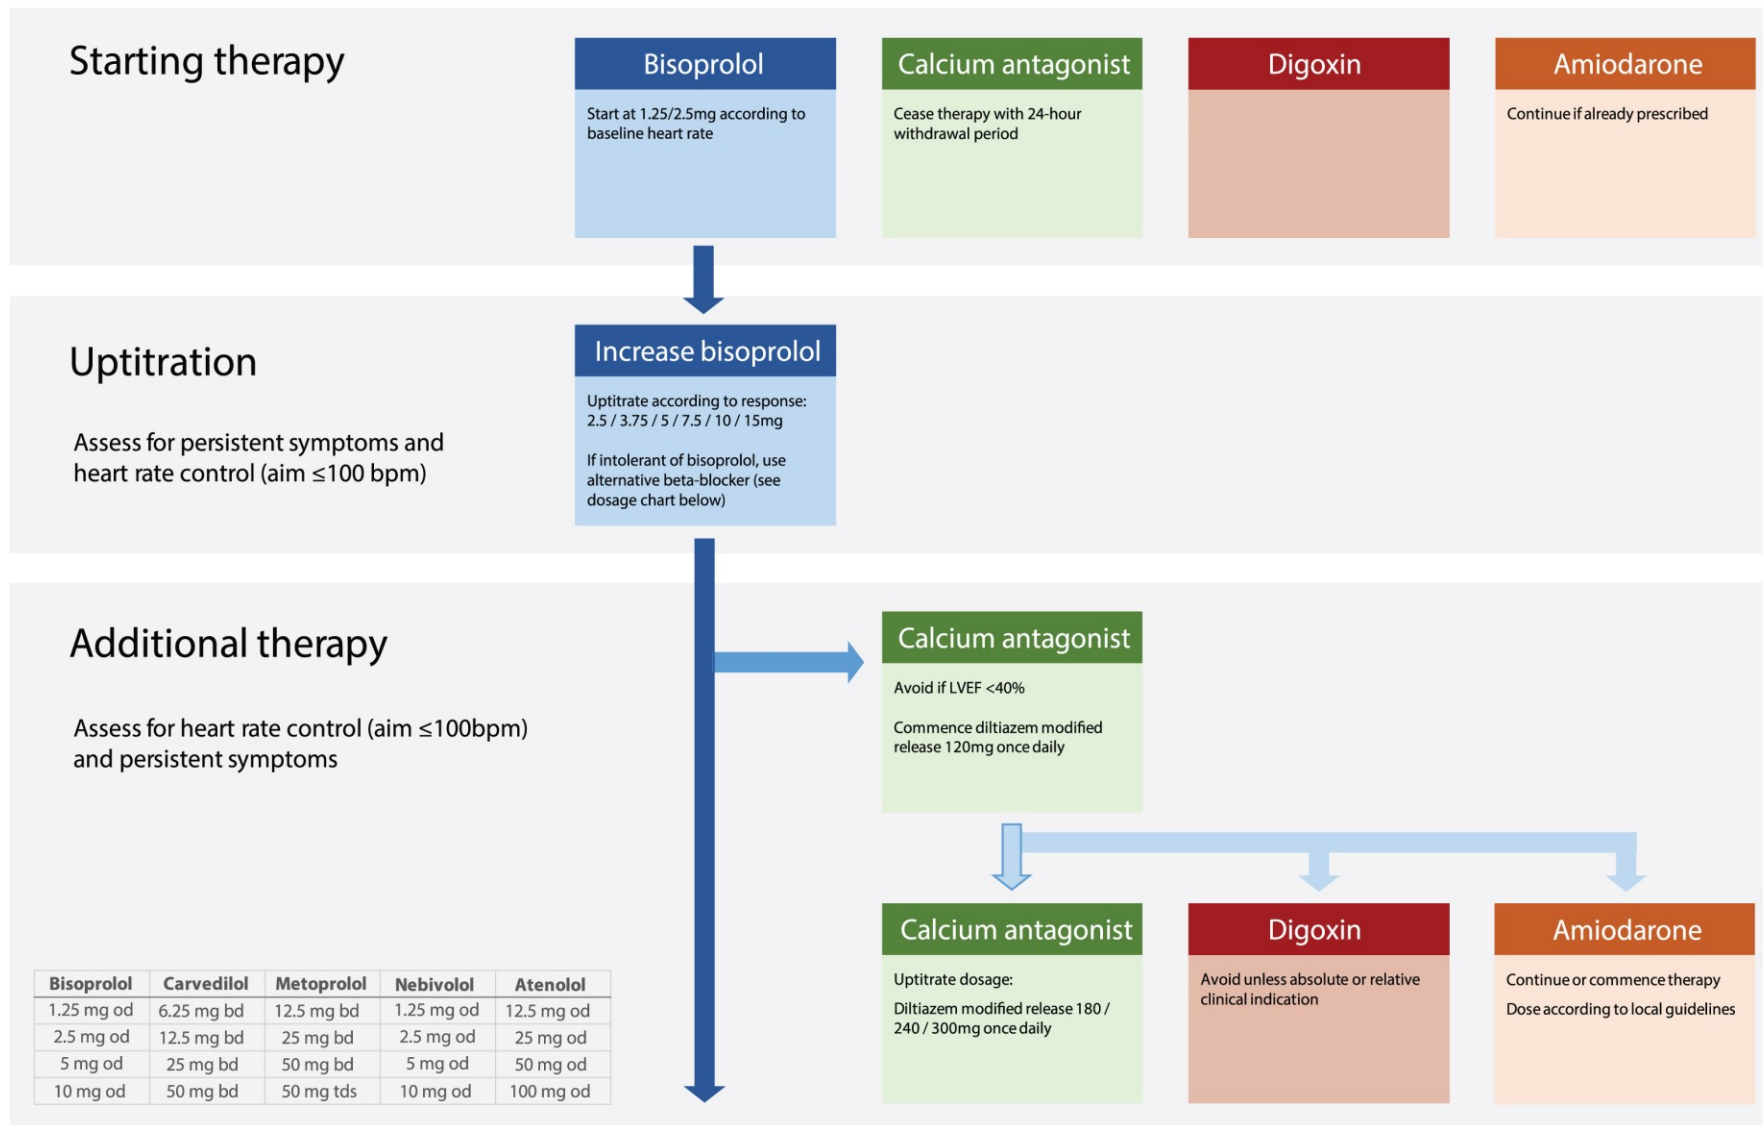 Starting therapy
Bisoprolol
Start at 1.25/2.5mg according to
baseline heart rate
Calcium antagonist
Cease therapy with 24-hour
withdrawal period
Digoxin
Amiodarone
Continue if already prescribed
Uptitration
Assess for persistent symptoms and
heart rate control (aim ≤100 bpm)
Increase bisoprolol
Uptitrate according to response:
2.5 / 3.75 / 5 / 7.5 / 10 / 15mg
If intolerant of bisoprolol, use
alternative beta-blocker (see
dosage chart below)
Additional therapy
Assess for heart rate control (aim ≤100bpm)
and persistent symptoms
Calcium antagonist
Avoid if LVEF <40%
Commence diltiazem modified
release 120mg once daily
Calcium antagonist
Uptitrate dosage:
Diltiazem modified release 180 /
240 / 300mg once daily
Digoxin
Avoid unless absolute or relative
clinical indication
Amiodarone
Continue or commence therapy
Dose according to local guidelines
Bisoprolol Carvedilol Metoprolol Nebivolol Atenolol
1.25 mg od 6.25 mg bd 12.5 mg bd 1.25 mg od 12.5 mg od
2.5 mg od 12.5 mg bd 25 mg bd 2.5 mg od 25 mg od
5 mg od 25 mg bd 50 mg bd 5 mg od 50 mg od
10 mg od 50 mg bd 50 mg tds 10 mg od 100 mg od